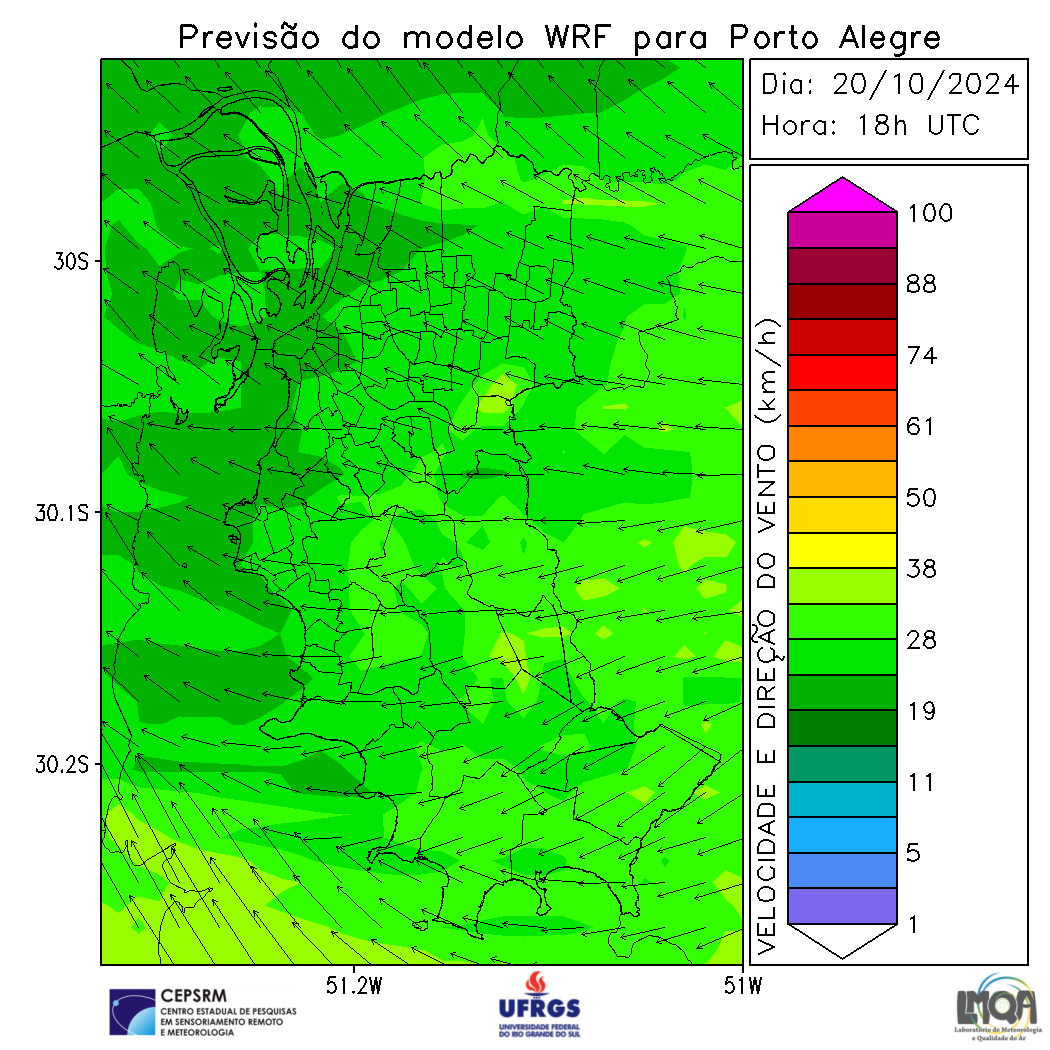 Previsão do modelo WRF para Porto Alegre
Dia: 20/10/2024
Hora: 18h UTC
30S
30.1S
30.2S
51.2W
51W
VELOCIDADE E DIREÇÃO DO VENTO (km/h)
100
88
74
61
50
38
28
19
11
5
1
CEPSRM
CENTRO ESTADUAL DE PESQUISAS
EM SENSORIAMENTO REMOTO
E METEOROLOGIA
UFRGS
UNIVERSIDADE FEDERAL
DO RIO GRANDE DO SUL
LMQA
Laboratório de Meteorologia
e Qualidade do Ar